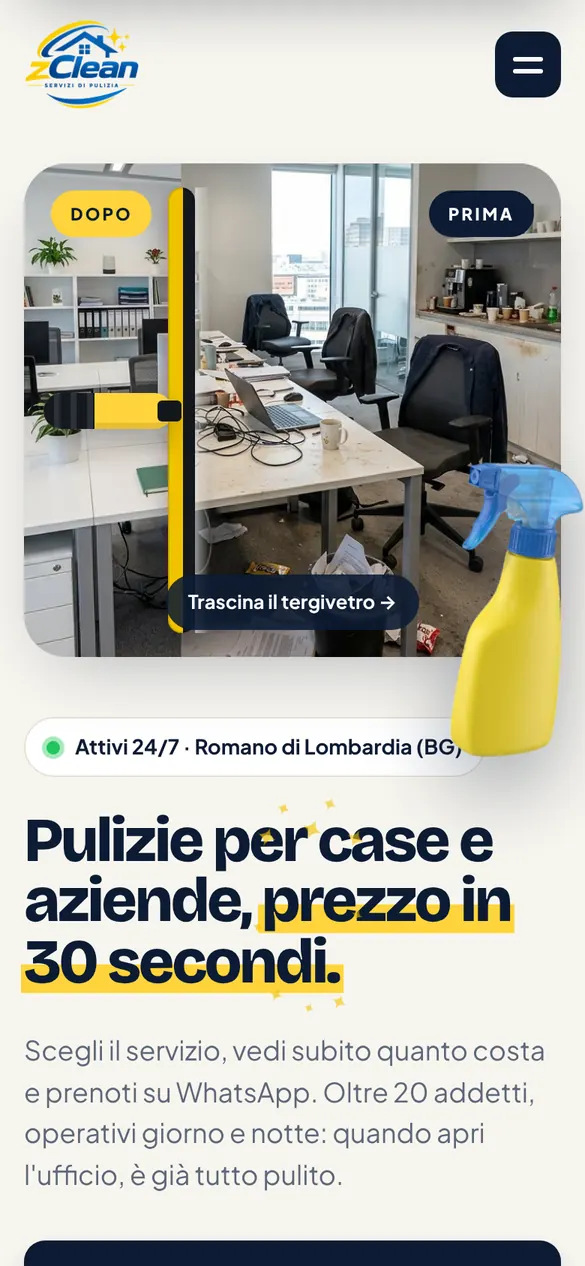 zClean
SERVIZI DI PULIZIA
DOPO
PRIMA
Trascina il tergivetro →
Attivi 24/7 · Romano di Lombardia (BG)
Pulizie per case e
aziende, prezzo in
30 secondi.
Scegli il servizio, vedi subito quanto costa
e prenoti su WhatsApp. Oltre 20 addetti,
operativi giorno e notte: quando apri
l'ufficio, è già tutto pulito.